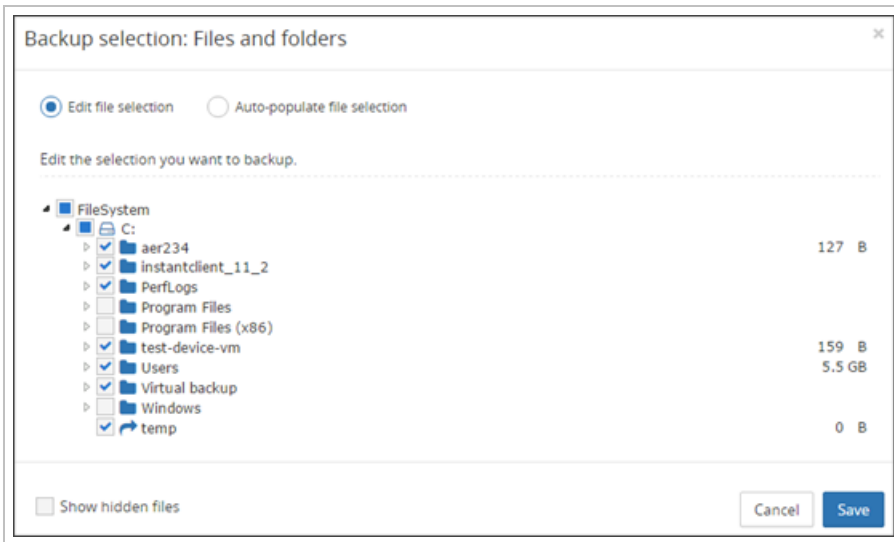 Backup selection: Files and folders
Edit file selection Auto-populate file selection
Edit the selection you want to backup.
FileSystem
C:
aer234 127 B
instantclient_11_2
PerfLogs
Program Files
Program Files (x86)
test-device-vm 159 B
Users 5.5 GB
Virtual backup
Windows
temp 0 B
Show hidden files Cancel Save